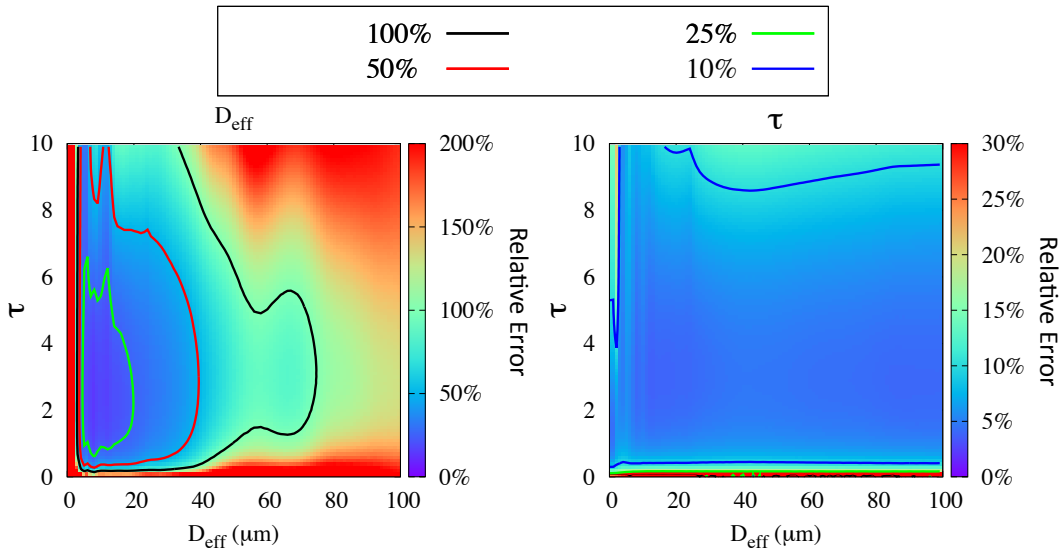 100% 25%
50% 10%
D_eff
τ
10
8
6
4
2
0
τ
0 20 40 60 80 100
D_eff (μm)
200%
150%
100%
50%
0%
Relative Error
10
8
6
4
2
0
τ
0 20 40 60 80 100
D_eff (μm)
30%
25%
20%
15%
10%
5%
0%
Relative Error